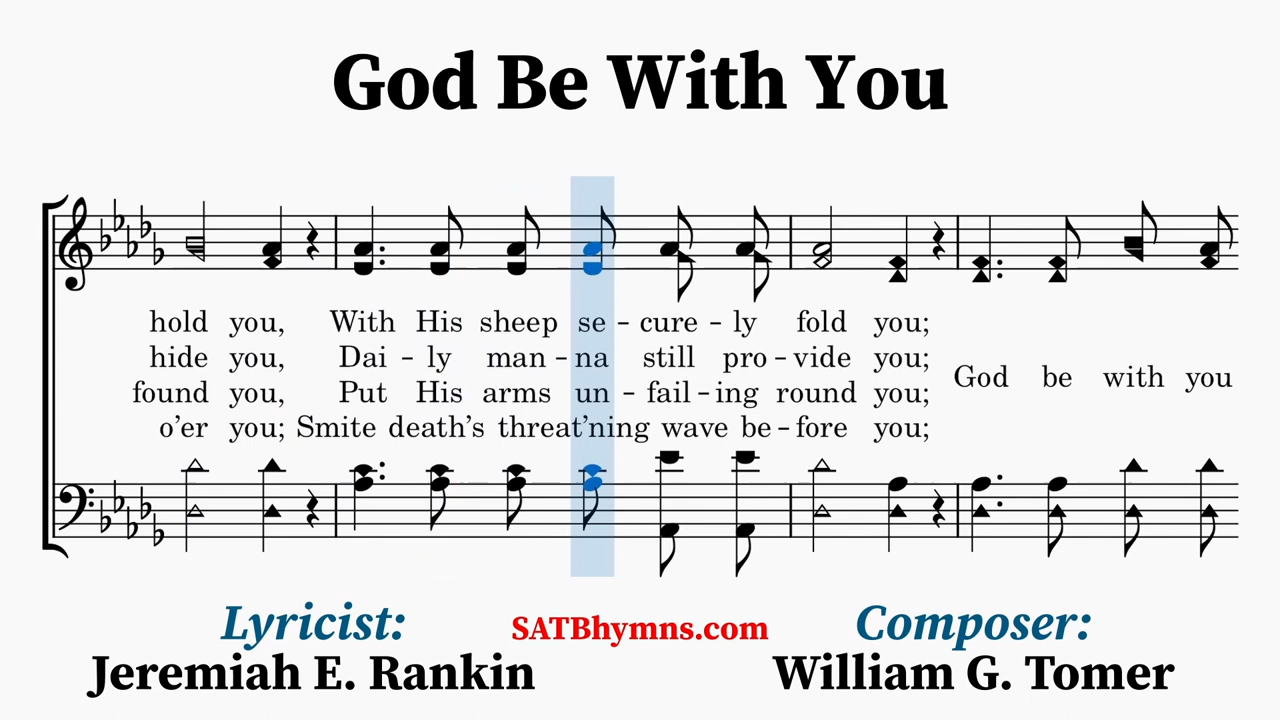 God Be With You
hold you, With His sheep se - cure - ly fold you;
hide you, Dai - ly man - na still pro - vide you;
found you, Put His arms un - fail - ing round you;
God be with you
o’er you; Smite death’s threat’ning wave be - fore you;
Lyricist:
Jeremiah E. Rankin
SATBhymns.com
Composer:
William G. Tomer